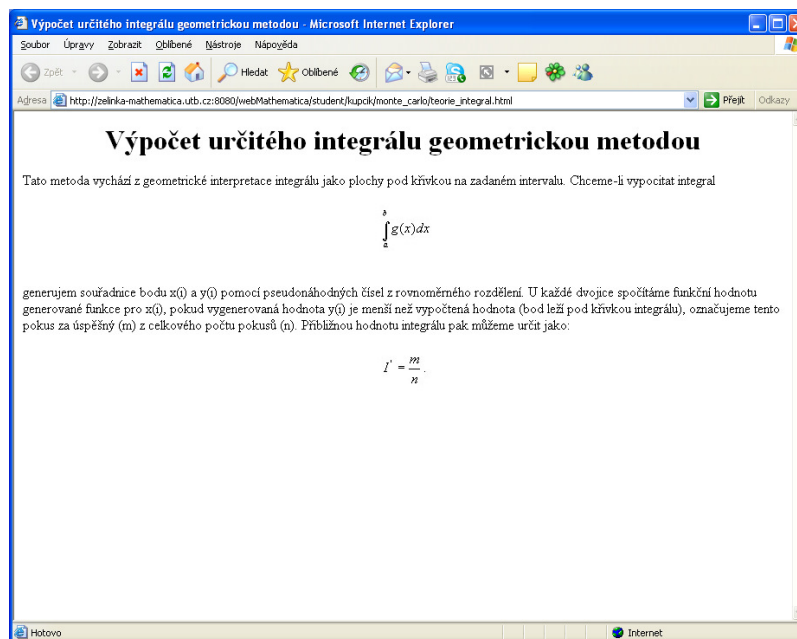 Výpočet určitého integrálu geometrickou metodou - Microsoft Internet Explorer
Soubor Úpravy Zobrazit Oblíbené Nástroje Nápověda
Zpět Hledat Oblíbené
Adresa http://zelinka-mathematica.utb.cz:8080/webMathematica/student/kupcik/monte_carlo/teorie_integral.html Přejít Odkazy
Výpočet určitého integrálu geometrickou metodou
Tato metoda vychází z geometrické interpretace integrálu jako plochy pod křivkou na zadaném intervalu. Chceme-li vypocitat integral
b
∫ g(x)dx
a
generujem souřadnice bodu x(i) a y(i) pomocí pseudonáhodných čísel z rovnoměrného rozdělení. U každé dvojice spočítáme funkční hodnotu
generované funkce pro x(i), pokud vygenerovaná hodnota y(i) je menší než vypočtená hodnota (bod leží pod křivkou integrálu), označujeme tento
pokus za úspěšný (m) z celkového počtu pokusů (n). Přibližnou hodnotu integrálu pak můžeme určit jako:
I' = m/n .
Hotovo Internet